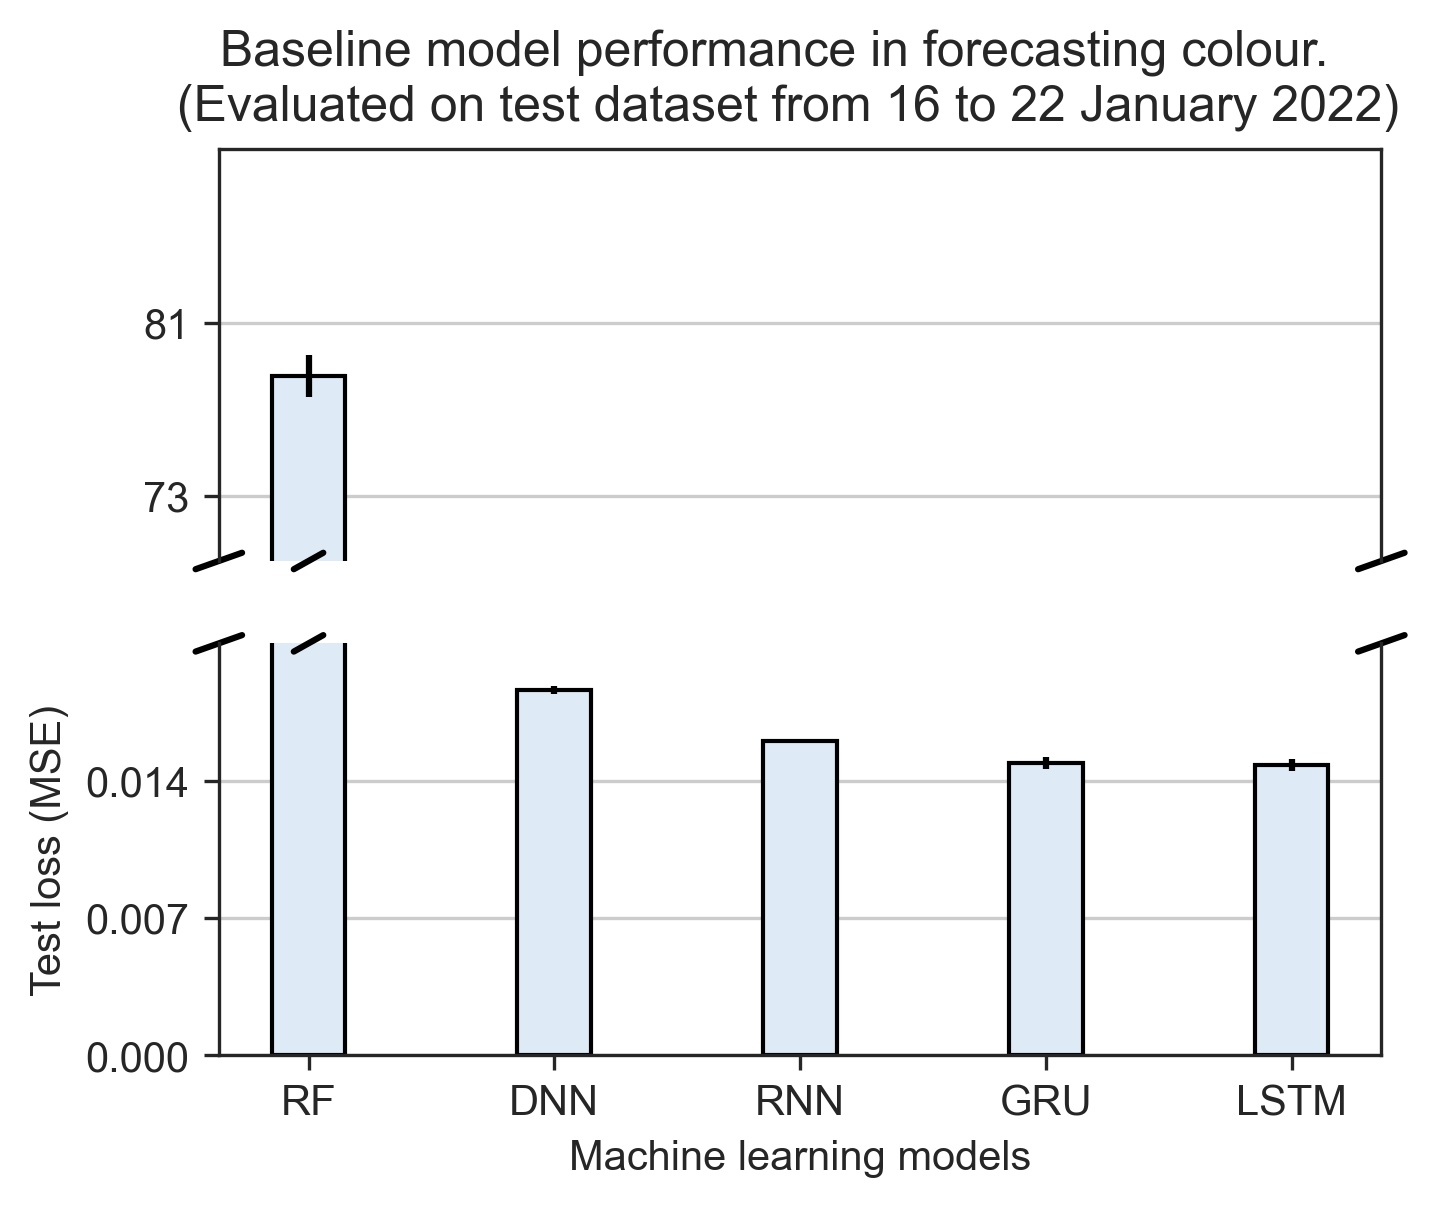 Baseline model performance in forecasting colour.
(Evaluated on test dataset from 16 to 22 January 2022)
81
73
0.014
0.007
0.000
Test loss (MSE)
RF DNN RNN GRU LSTM
Machine learning models